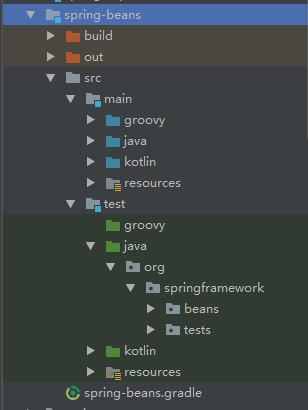 spring-beans
build
out
src
main
groovy
java
kotlin
resources
test
groovy
java
org
springframework
beans
tests
kotlin
resources
spring-beans.gradle